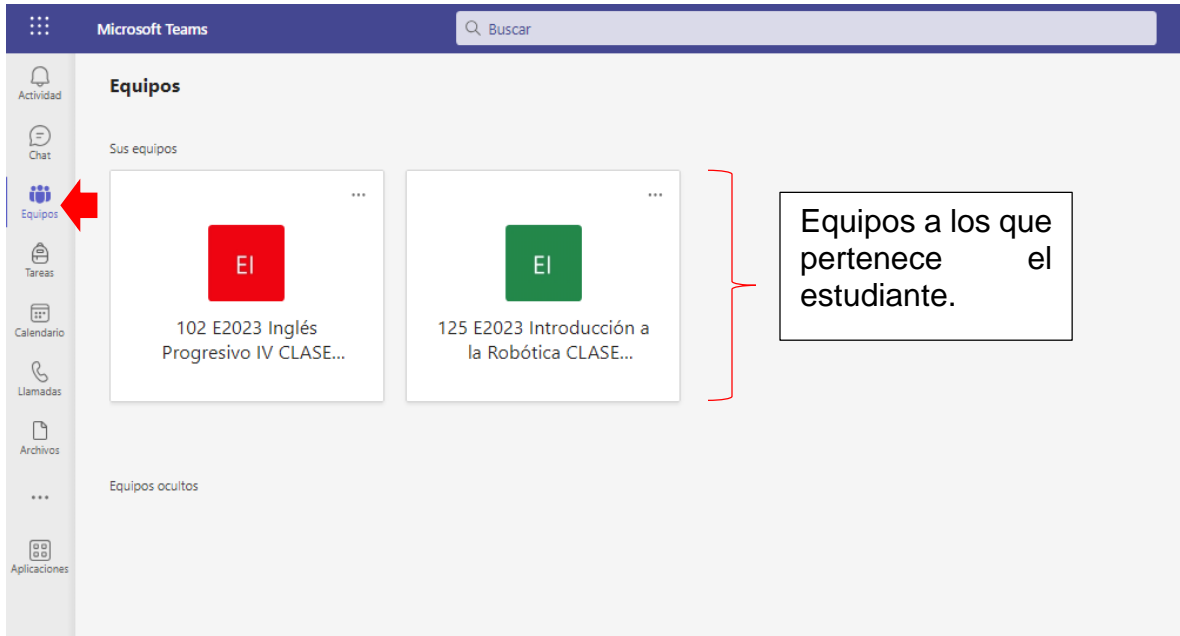 Microsoft Teams
Buscar
Actividad
Chat
Equipos
Tareas
Calendario
Llamadas
Archivos
Aplicaciones
Equipos
Sus equipos
EI
102 E2023 Inglés
Progresivo IV CLASE...
EI
125 E2023 Introducción a
la Robótica CLASE...
Equipos a los que
pertenece el
estudiante.
Equipos ocultos